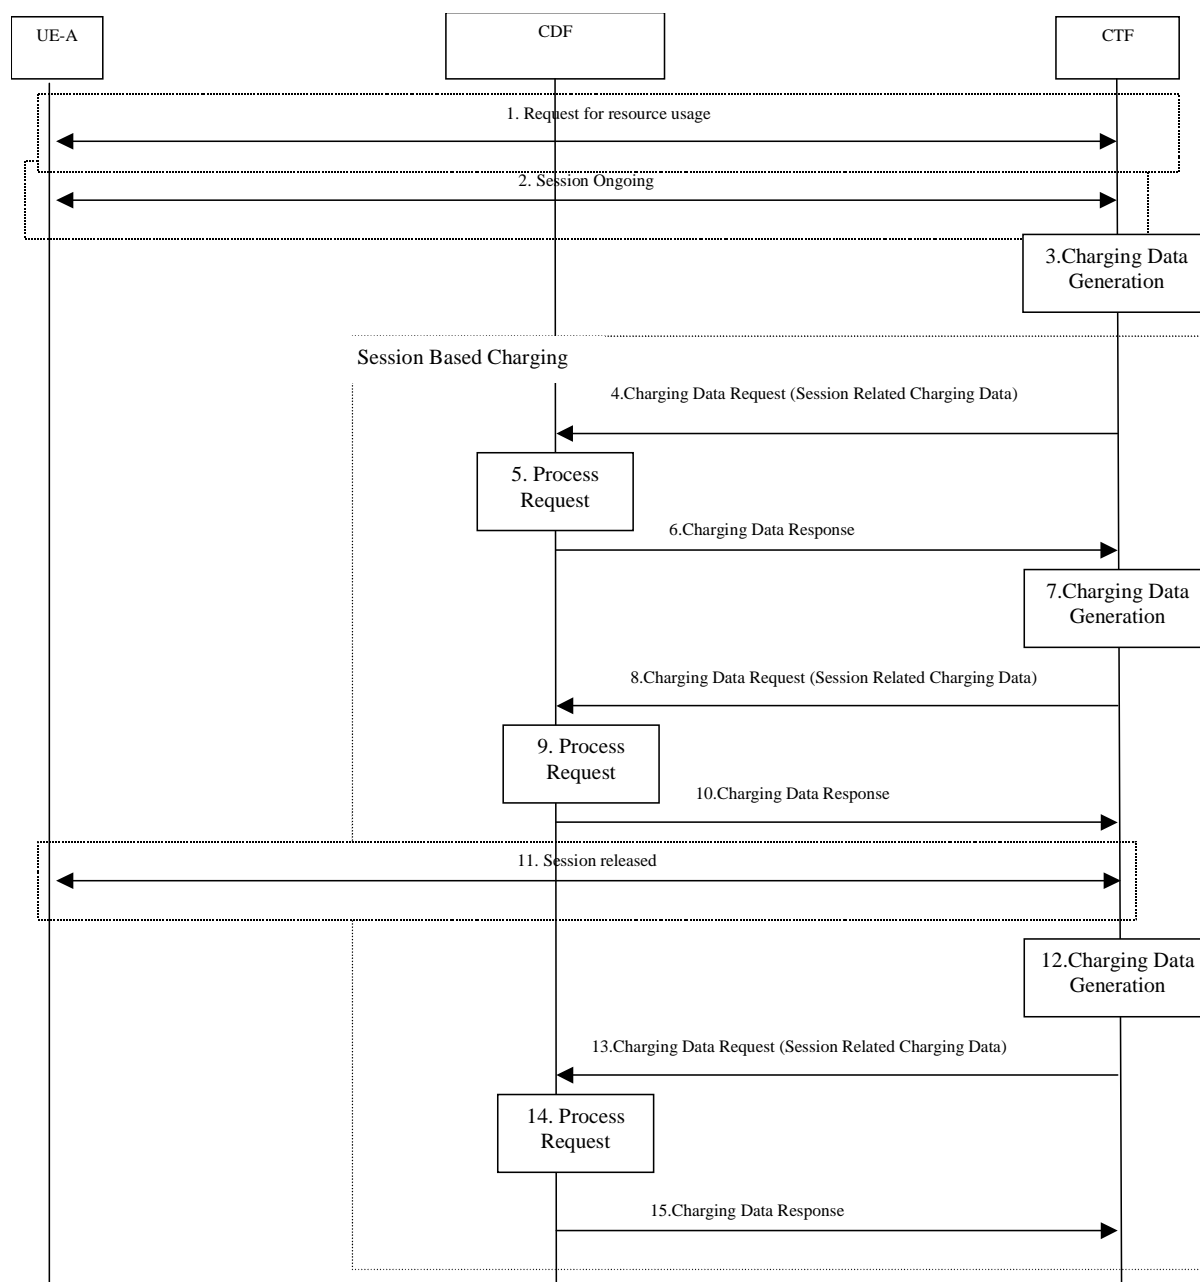 UE-A
CDF
CTF
1. Request for resource usage
2. Session Ongoing
3.Charging Data
Generation
Session Based Charging
4.Charging Data Request (Session Related Charging Data)
5. Process
Request
6.Charging Data Response
7.Charging Data
Generation
8.Charging Data Request (Session Related Charging Data)
9. Process
Request
10.Charging Data Response
11. Session released
12.Charging Data
Generation
13.Charging Data Request (Session Related Charging Data)
14. Process
Request
15.Charging Data Response